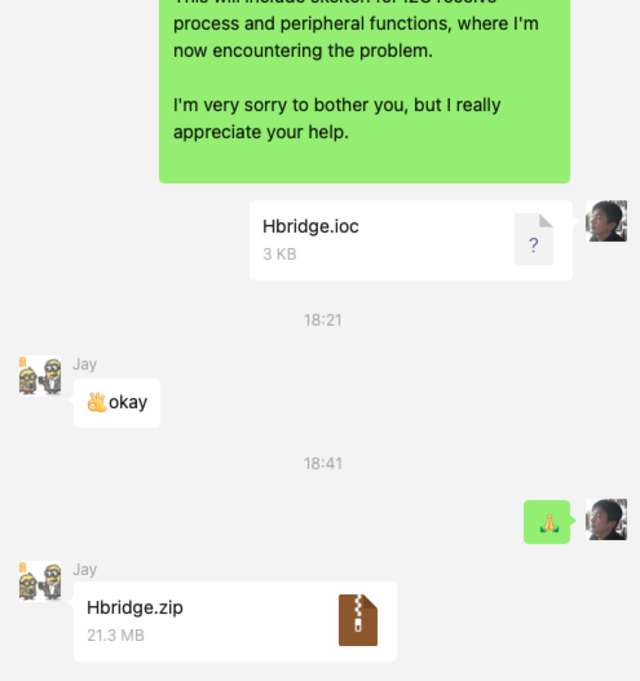 process and peripheral functions, where I'm
now encountering the problem.
I'm very sorry to bother you, but I really
appreciate your help.
Hbridge.ioc
3 KB
?
18:21
Jay
👌okay
18:41
🙏
Jay
Hbridge.zip
21.3 MB